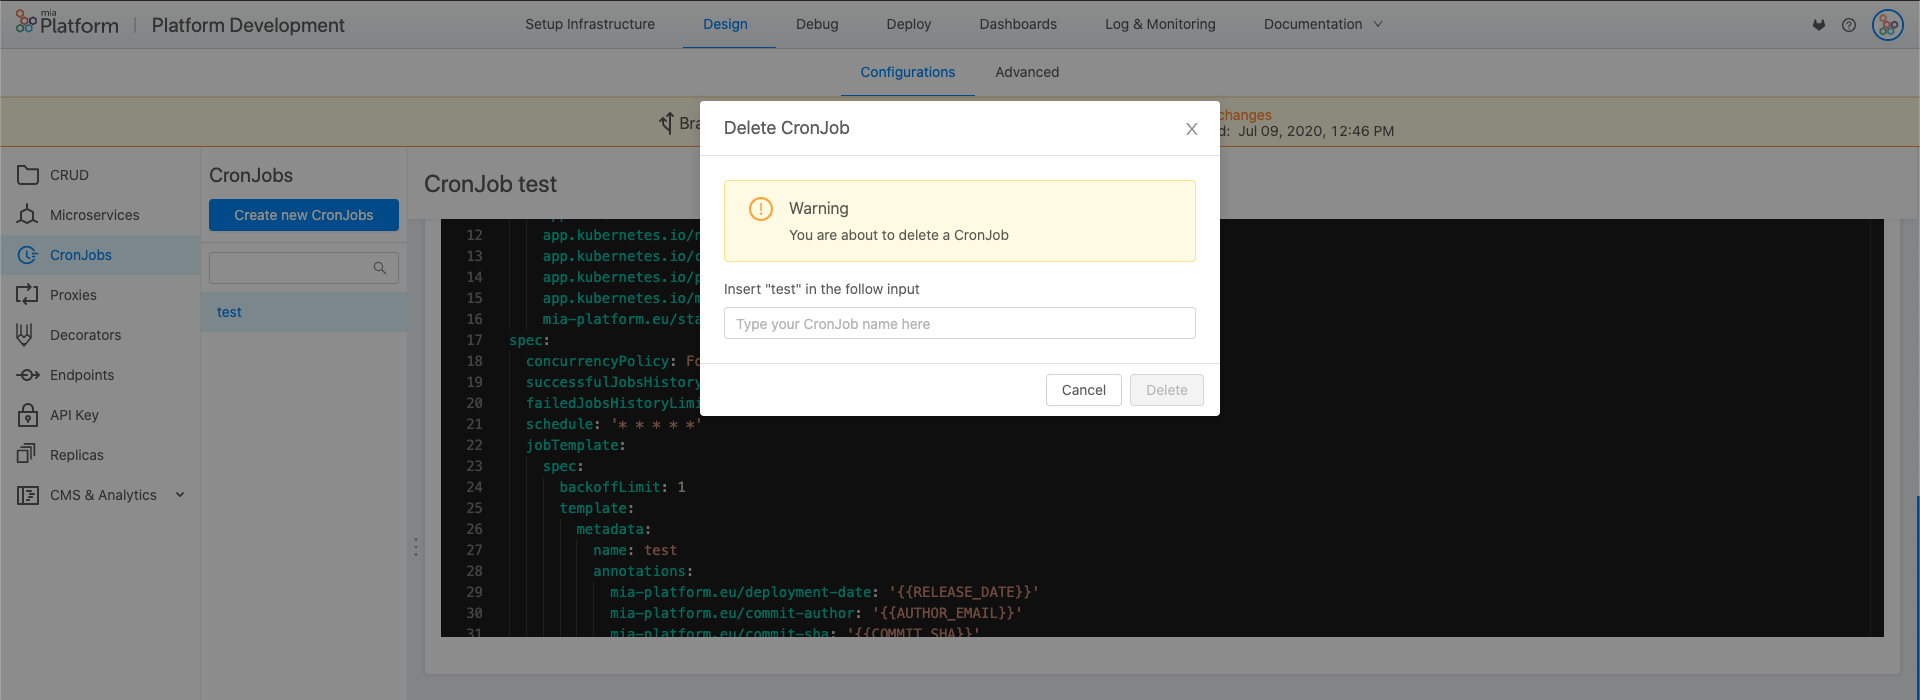 mia
Platform
Platform Development
Setup Infrastructure
Design
Debug
Deploy
Dashboards
Log & Monitoring
Documentation
Configurations
Advanced
changes
Jul 09, 2020, 12:46 PM
CRUD
Microservices
CronJobs
Proxies
Decorators
Endpoints
API Key
Replicas
CMS & Analytics
CronJobs
Create new CronJobs
test
CronJob test
12 app.kubernetes.io/
13 app.kubernetes.io/
14 app.kubernetes.io/p
15 app.kubernetes.io/
16 mia-platform.eu/sta
17 spec:
18 concurrencyPolicy: Fo
19 successfulJobsHistory
20 failedJobsHistoryLimi
21 schedule: '* * * * *'
22 jobTemplate:
23 spec:
24 backoffLimit: 1
25 template:
26 metadata:
27 name: test
28 annotations:
29 mia-platform.eu/deployment-date: '{{RELEASE_DATE}}'
30 mia-platform.eu/commit-author: '{{AUTHOR_EMAIL}}'
31 mia-platform.eu/commit-sha: '{{COMMIT_SHA}}'
Delete CronJob
Warning
You are about to delete a CronJob
Insert "test" in the follow input
Type your CronJob name here
Cancel
Delete